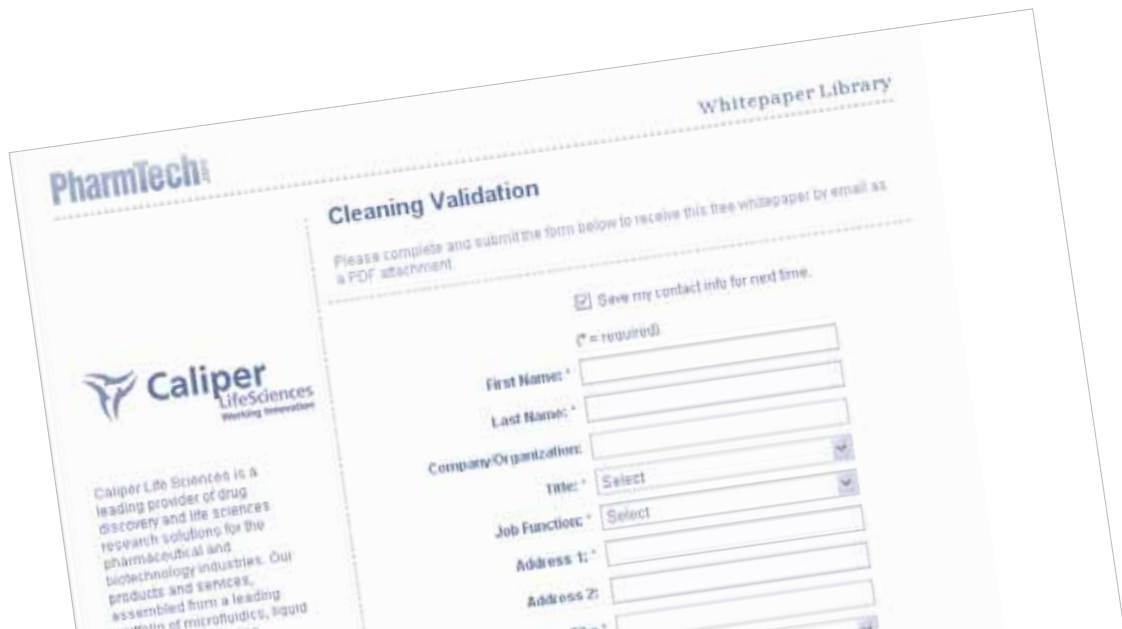 Whitepaper Library
PharmTech
Cleaning Validation
Please complete and submit the form below to receive this free whitepaper by email as
a PDF attachment
Save my contact info for next time.
(* = required)
First Name: *
Last Name: *
Company/Organization:
Title: * Select
Job Function: * Select
Address 1: *
Address 2:
Caliper
LifeSciences
Working Innovation
Caliper Life Sciences is a
leading provider of drug
discovery and life sciences
research solutions for the
pharmaceutical and
biotechnology industries. Our
products and services,
assembled from a leading
of microfluidics, liquid